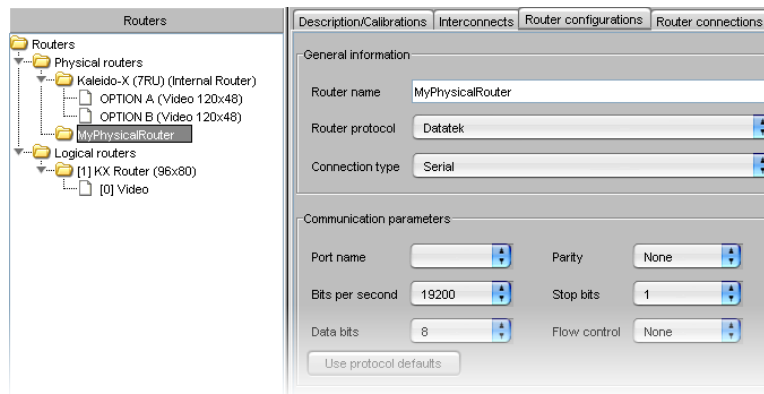 Routers
Routers
Physical routers
Kaleido-X (7RU) (Internal Router)
OPTION A (Video 120x48)
OPTION B (Video 120x48)
MyPhysicalRouter
Logical routers
[1] KX Router (96x80)
[0] Video
Description/Calibrations Interconnects Router configurations Router connections
General information
Router name MyPhysicalRouter
Router protocol Datatek
Connection type Serial
Communication parameters
Port name Parity None
Bits per second 19200 Stop bits 1
Data bits 8 Flow control None
Use protocol defaults